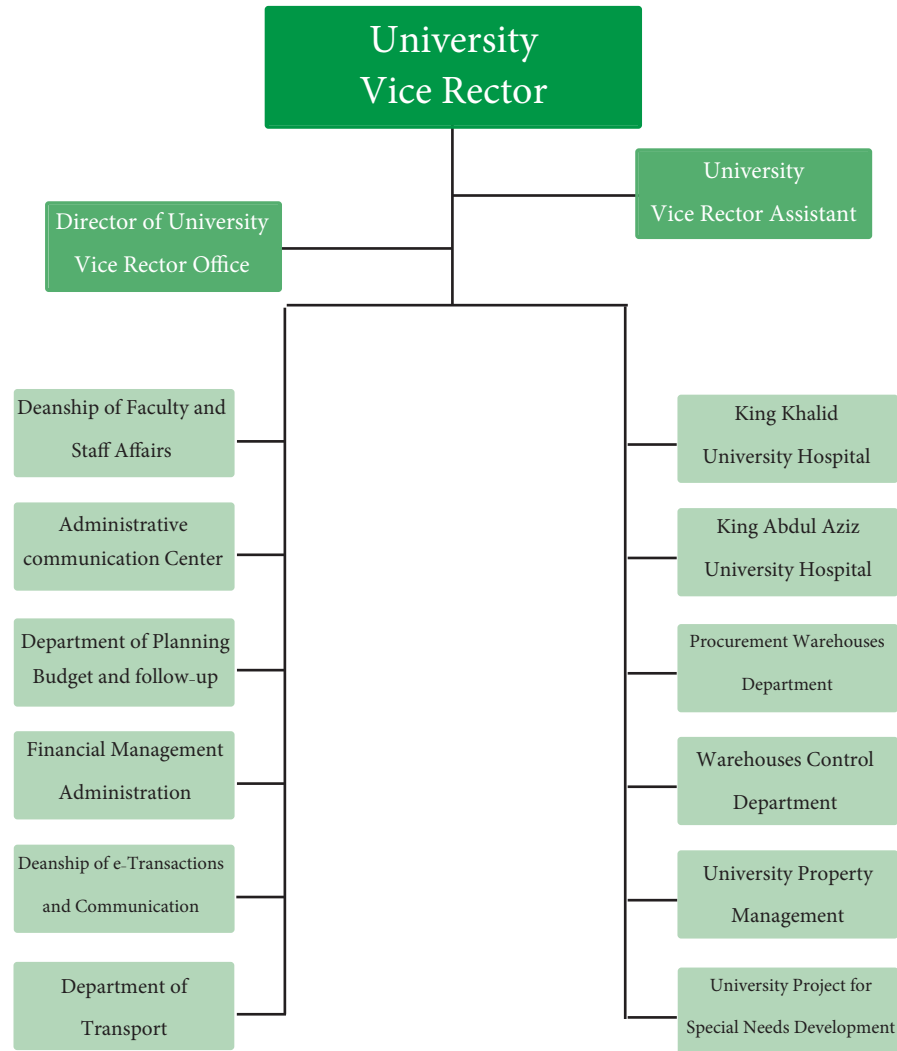 University
Vice Rector
University
Vice Rector Assistant
Director of University
Vice Rector Office
Deanship of Faculty and
Staff Affairs
Administrative
communication Center
Department of Planning
Budget and follow-up
Financial Management
Administration
Deanship of e-Transactions
and Communication
Department of
Transport
King Khalid
University Hospital
King Abdul Aziz
University Hospital
Procurement Warehouses
Department
Warehouses Control
Department
University Property
Management
University Project for
Special Needs Development